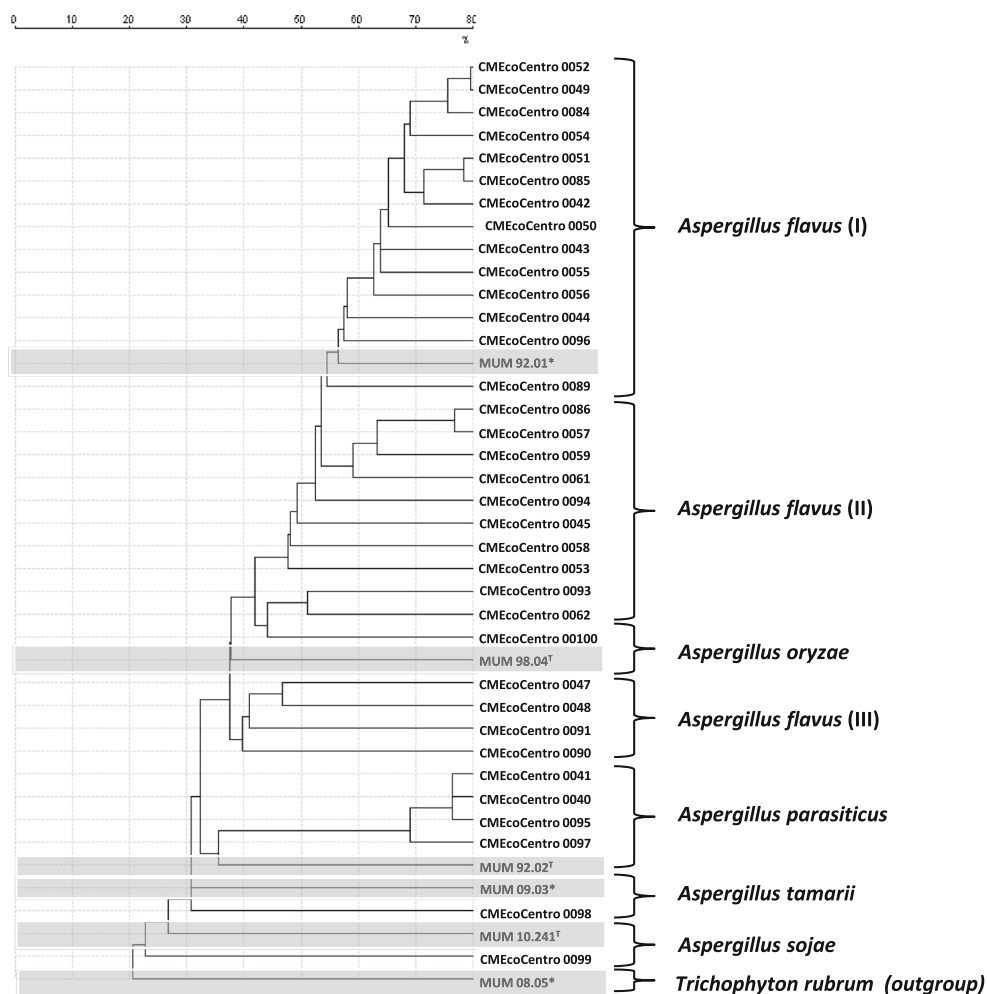 0 10 20 30 40 50 60 70 80
%
CMEcoCentro 0052
CMEcoCentro 0049
CMEcoCentro 0084
CMEcoCentro 0054
CMEcoCentro 0051
CMEcoCentro 0085
CMEcoCentro 0042
CMEcoCentro 0050
Aspergillus flavus (I)
CMEcoCentro 0043
CMEcoCentro 0055
CMEcoCentro 0056
CMEcoCentro 0044
CMEcoCentro 0096
MUM 92.01*
CMEcoCentro 0089
CMEcoCentro 0086
CMEcoCentro 0057
CMEcoCentro 0059
CMEcoCentro 0061
CMEcoCentro 0094
Aspergillus flavus (II)
CMEcoCentro 0045
CMEcoCentro 0058
CMEcoCentro 0053
CMEcoCentro 0093
CMEcoCentro 0062
CMEcoCentro 00100
Aspergillus oryzae
MUM 98.04ᵀ
CMEcoCentro 0047
CMEcoCentro 0048
Aspergillus flavus (III)
CMEcoCentro 0091
CMEcoCentro 0090
CMEcoCentro 0041
CMEcoCentro 0040
Aspergillus parasiticus
CMEcoCentro 0095
CMEcoCentro 0097
MUM 92.02ᵀ
MUM 09.03*
Aspergillus tamarii
CMEcoCentro 0098
MUM 10.241ᵀ
Aspergillus sojae
CMEcoCentro 0099
MUM 08.05*
Trichophyton rubrum (outgroup)